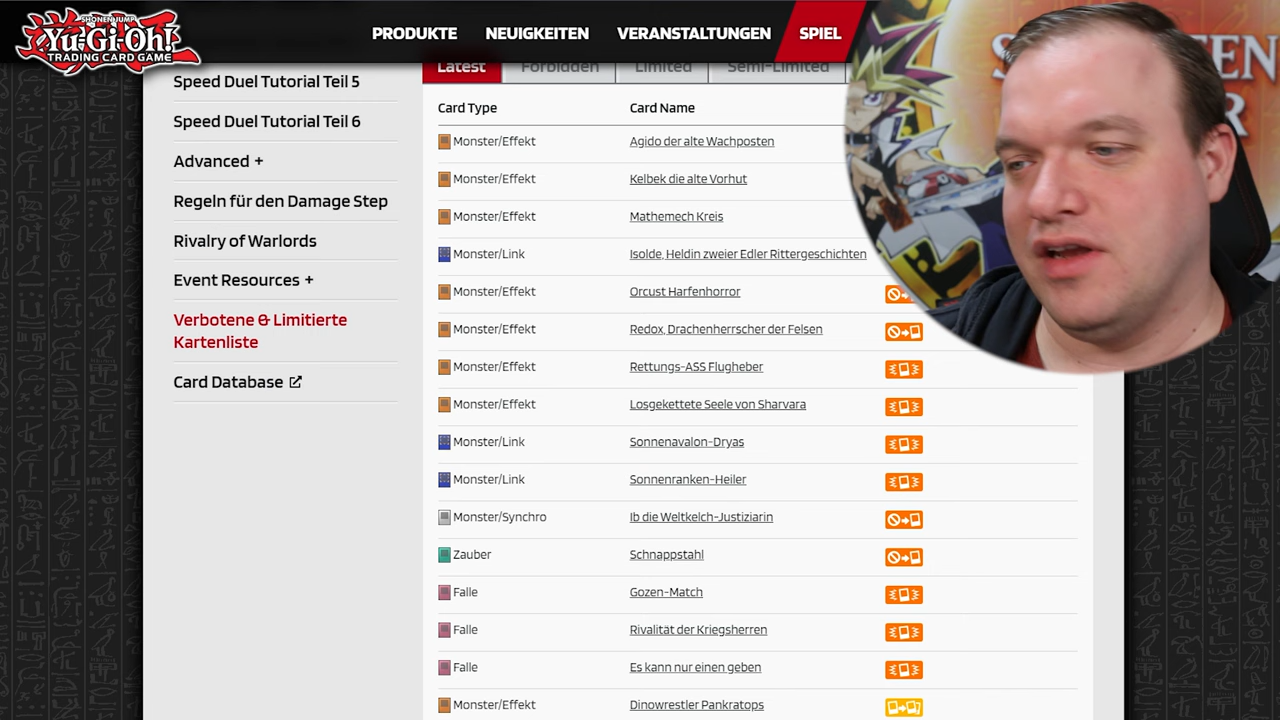 SHONEN JUMP
Yu-Gi-Oh!
TRADING CARD GAME
PRODUKTE
NEUIGKEITEN
VERANSTALTUNGEN
SPIEL
Speed Duel Tutorial Teil 5
Speed Duel Tutorial Teil 6
Advanced +
Regeln für den Damage Step
Rivalry of Warlords
Event Resources +
Verbotene & Limitierte
Kartenliste
Card Database
Latest
Forbidden
Limited
Semi-Limited
Card Type Card Name
Monster/Effekt Agido der alte Wachposten
Monster/Effekt Kelbek die alte Vorhut
Monster/Effekt Mathemech Kreis
Monster/Link Isolde, Heldin zweier Edler Rittergeschichten
Monster/Effekt Orcust Harfenhorror
Monster/Effekt Redox, Drachenherrscher der Felsen
Monster/Effekt Rettungs-ASS Flugheber
Monster/Effekt Losgekettete Seele von Sharvara
Monster/Link Sonnenavalon-Dryas
Monster/Link Sonnenranken-Heiler
Monster/Synchro Ib die Weltkelch-Justiziarin
Zauber Schnappstahl
Falle Gozen-Match
Falle Rivalität der Kriegsherren
Falle Es kann nur einen geben
Monster/Effekt Dinowrestler Pankratops